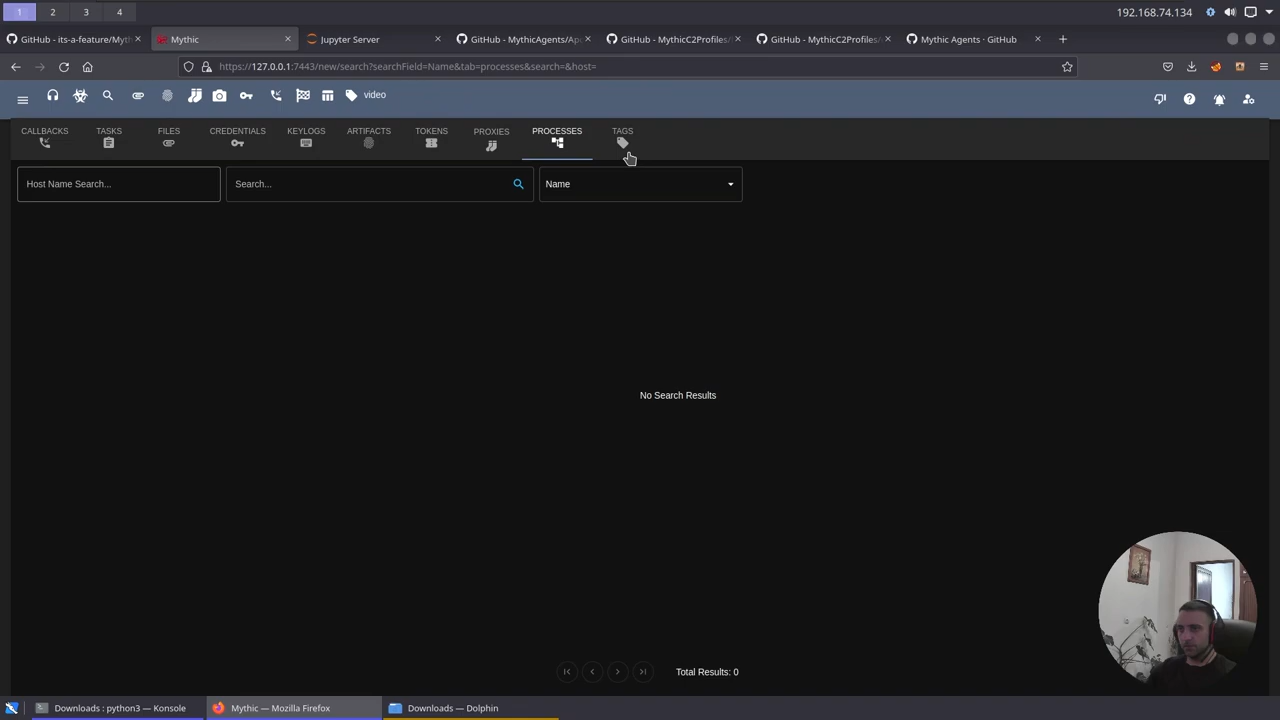 1 2 3 4 192.168.74.134
GitHub - its-a-feature/Myth Mythic Jupyter Server GitHub - MythicAgents/Apo GitHub - MythicC2Profiles/ GitHub - MythicC2Profiles/ Mythic Agents · GitHub
https://127.0.0.1:7443/new/search?searchField=Name&tab=processes&search=&host=
video
CALLBACKS TASKS FILES CREDENTIALS KEYLOGS ARTIFACTS TOKENS PROXIES PROCESSES TAGS
Host Name Search... Search... Name
No Search Results
Total Results: 0
Downloads : python3 — Konsole Mythic — Mozilla Firefox Downloads — Dolphin